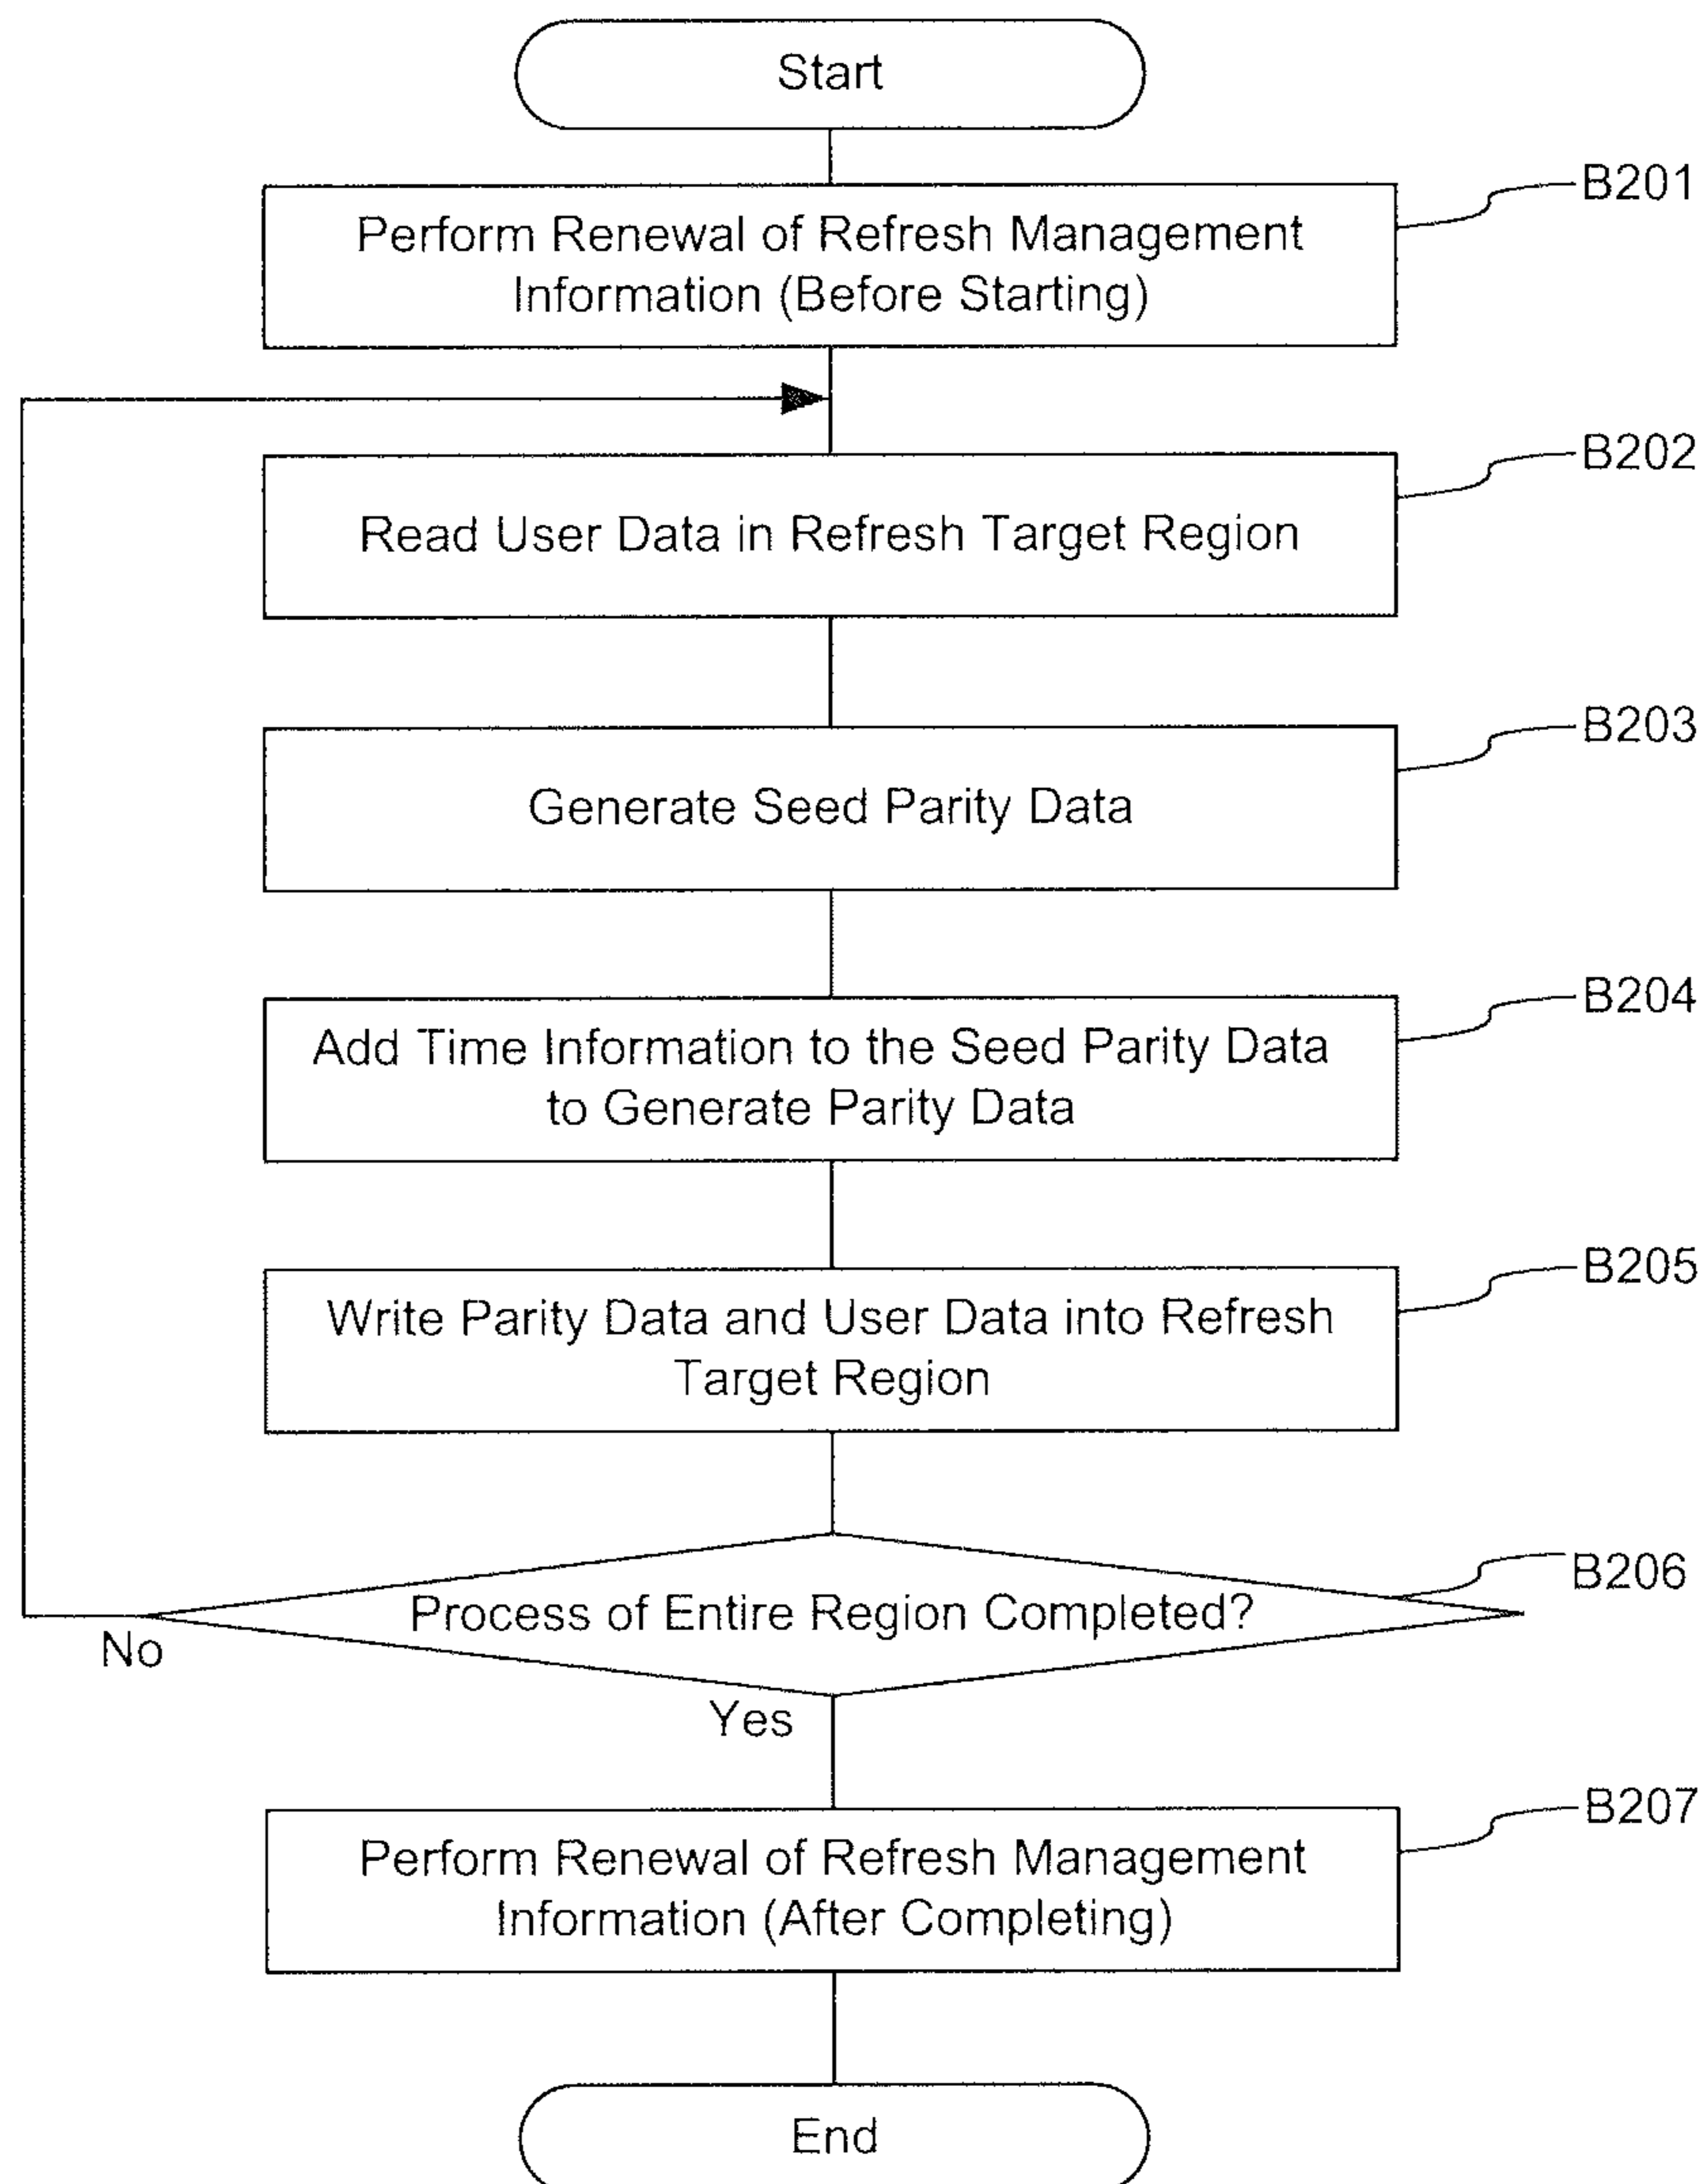 Start
B201
Perform Renewal of Refresh Management
Information (Before Starting)
B202
Read User Data in Refresh Target Region
B203
Generate Seed Parity Data
B204
Add Time Information to the Seed Parity Data
to Generate Parity Data
B205
Write Parity Data and User Data into Refresh
Target Region
B206
Process of Entire Region Completed?
No
Yes
B207
Perform Renewal of Refresh Management
Information (After Completing)
End